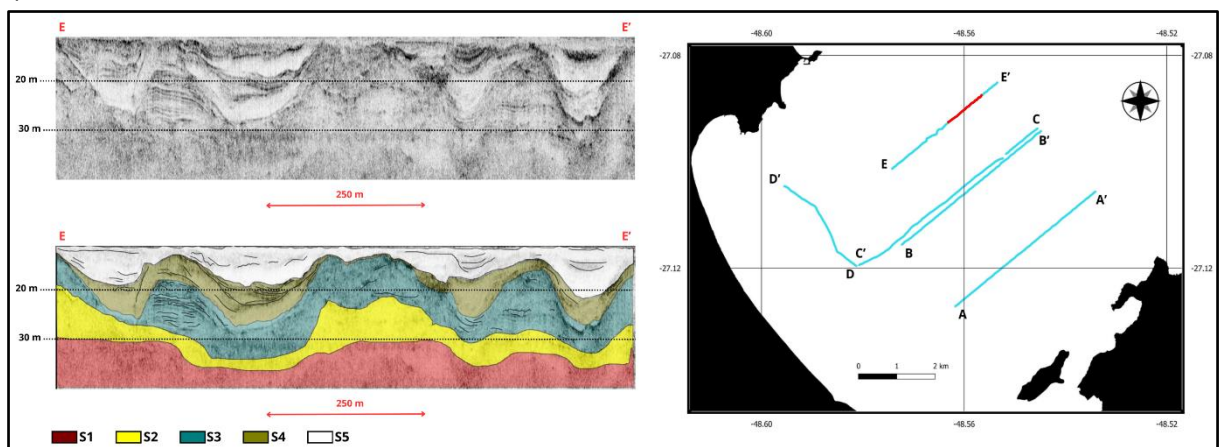 E E'
20 m
30 m
250 m
E E'
20 m
30 m
250 m
S1 S2 S3 S4 S5
-48.60 -48.56 -48.52
-27.08 -27.08
E'
C
B'
E
D'
A'
C'
B
D
-27.12 -27.12
A
0 1 2 km
-48.60 -48.56 -48.52